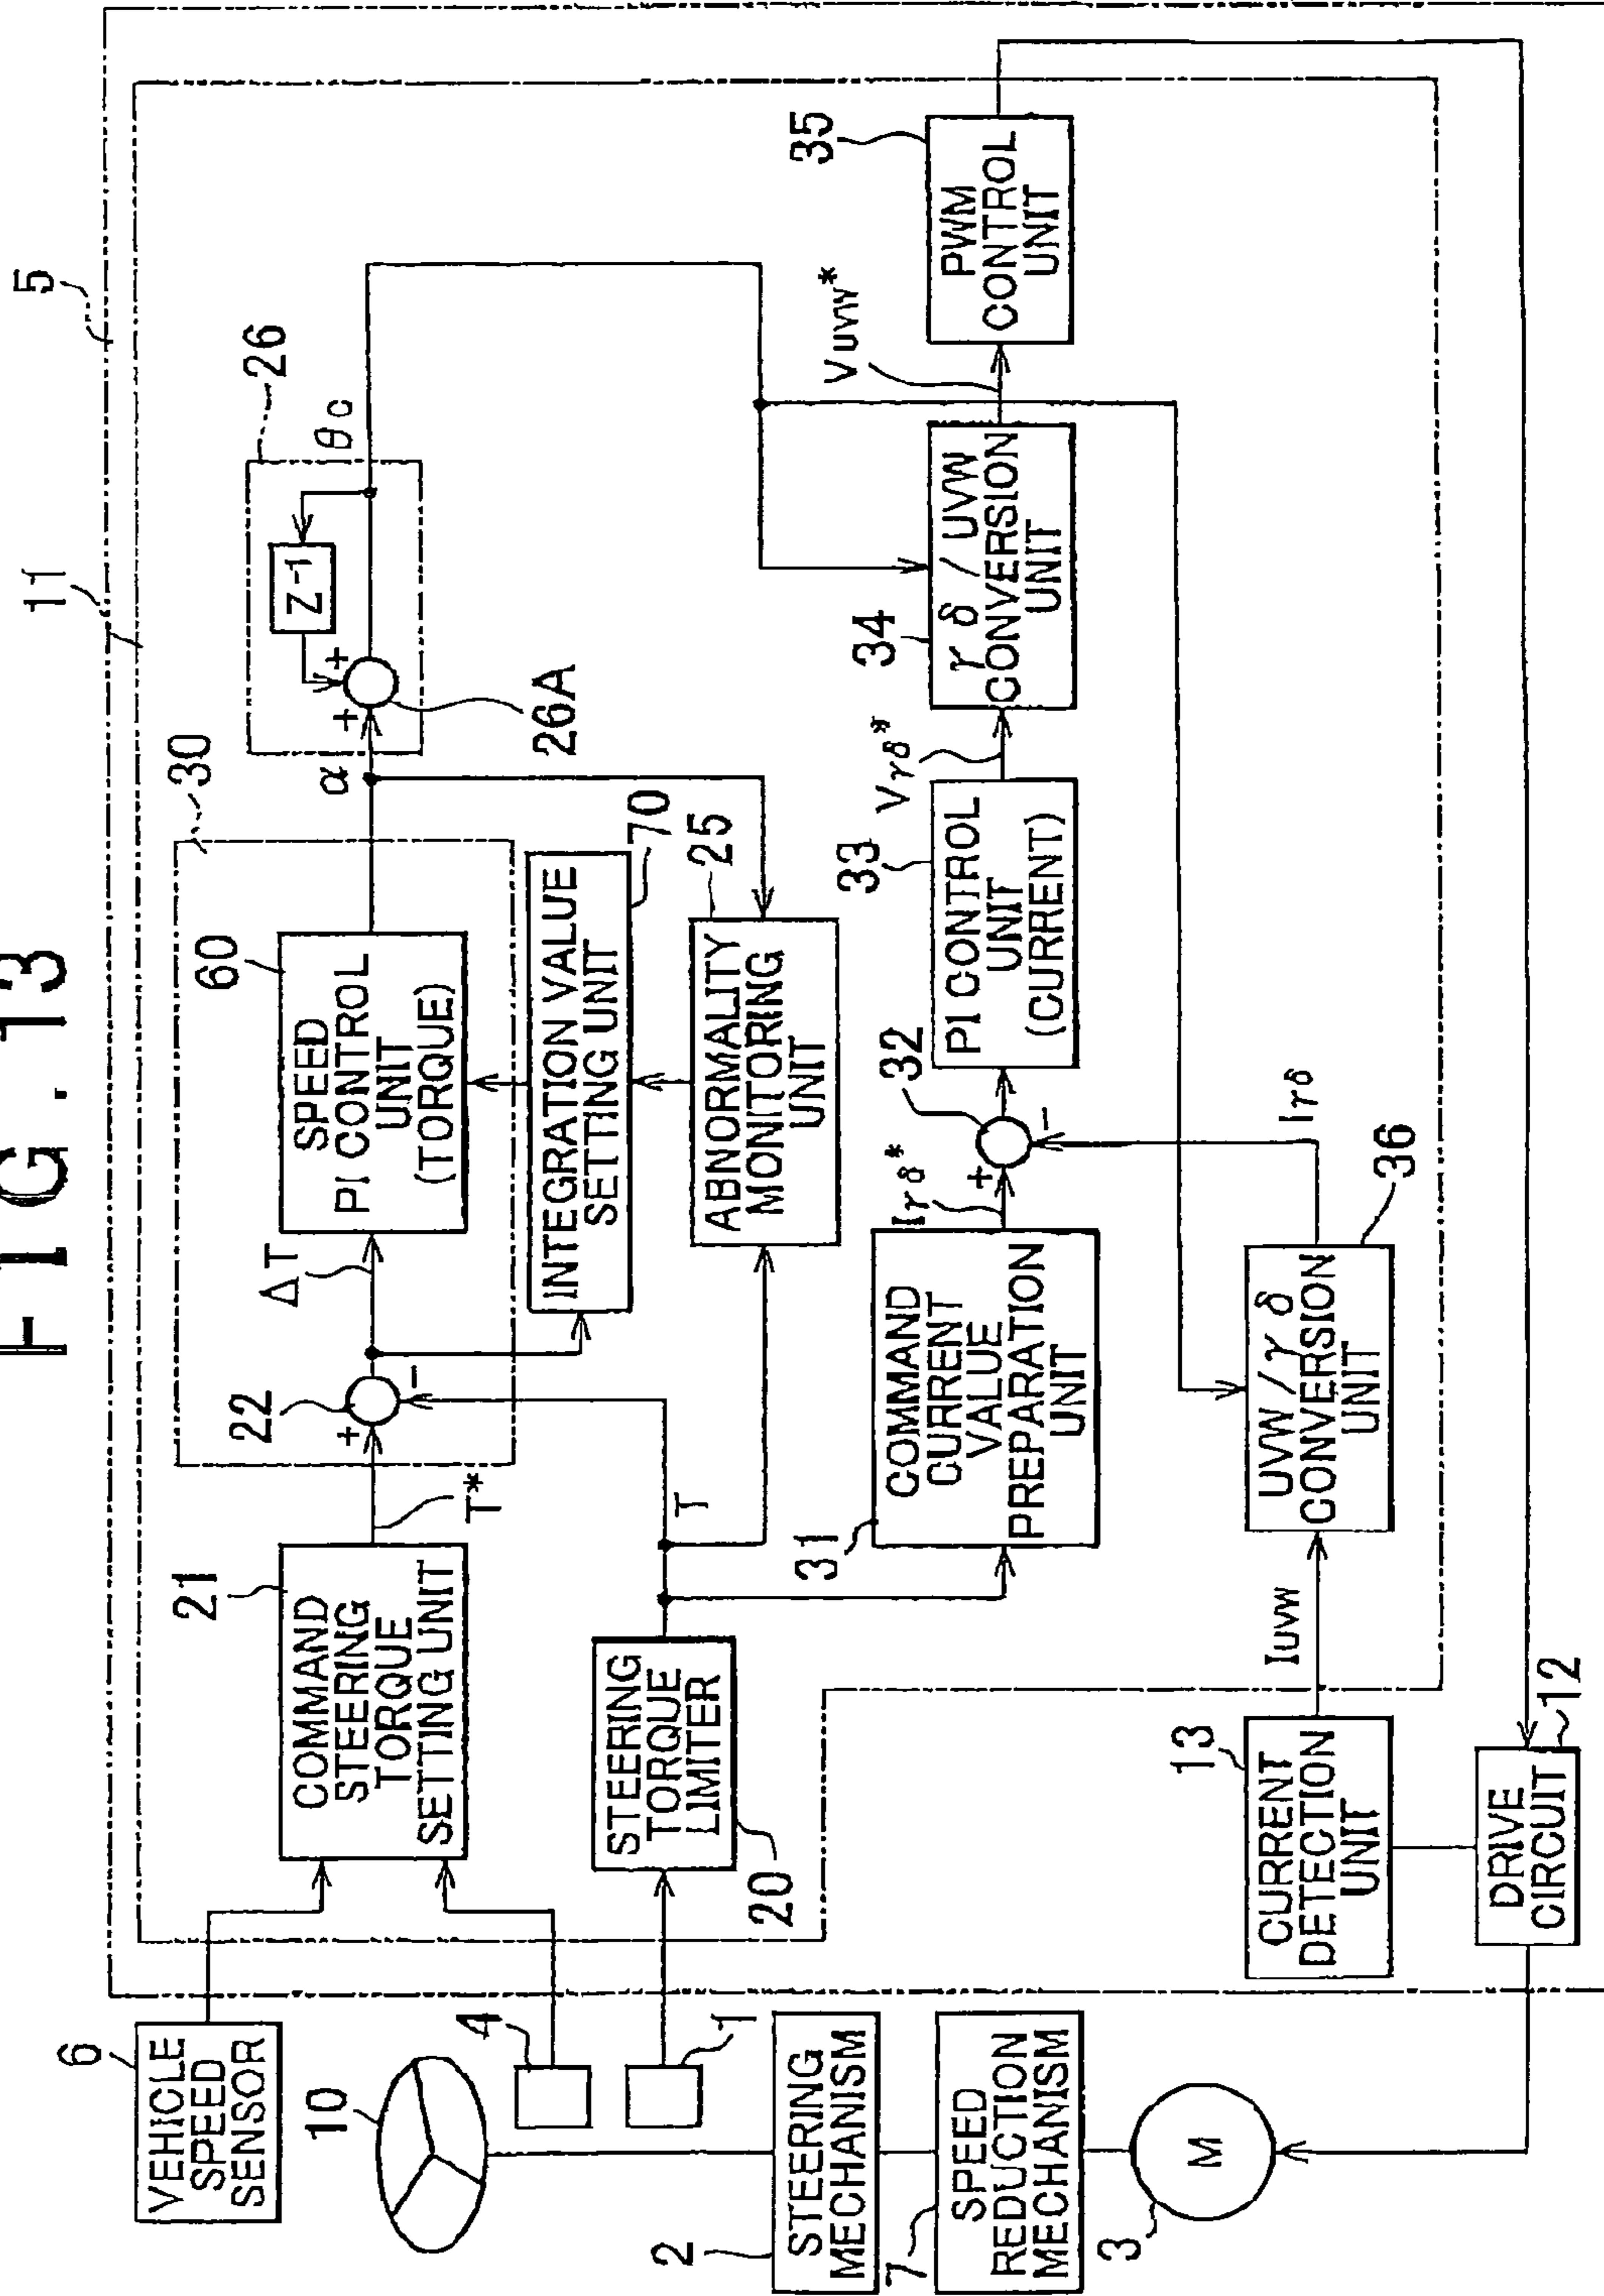 FIG. 13
5
11
6
VEHICLE
SPEED
SENSOR
10
4
1
2
STEERING
MECHANISM
7
SPEED
REDUCTION
MECHANISM
3
M
21
COMMAND
STEERING
TORQUE
SETTING UNIT
T*
STEERING
TORQUE
LIMITER
20
T
22
+
-
ΔT
30
60
SPEED
PI CONTROL
UNIT
(TORQUE)
INTEGRATION VALUE
SETTING UNIT
70
ABNORMALITY
MONITORING
UNIT
25
α
26
+
+
Z-1
26A
θc
31
COMMAND
CURRENT
VALUE
PREPARATION
UNIT
Iγδ*
32
+
-
33
PI CONTROL
UNIT
(CURRENT)
Vγδ*
34
γδ/UVW
CONVERSION
UNIT
VUVW*
35
PWM
CONTROL
UNIT
13
CURRENT
DETECTION
UNIT
IUVW
UVW/γδ
CONVERSION
UNIT
36
Iγδ
DRIVE
CIRCUIT
12